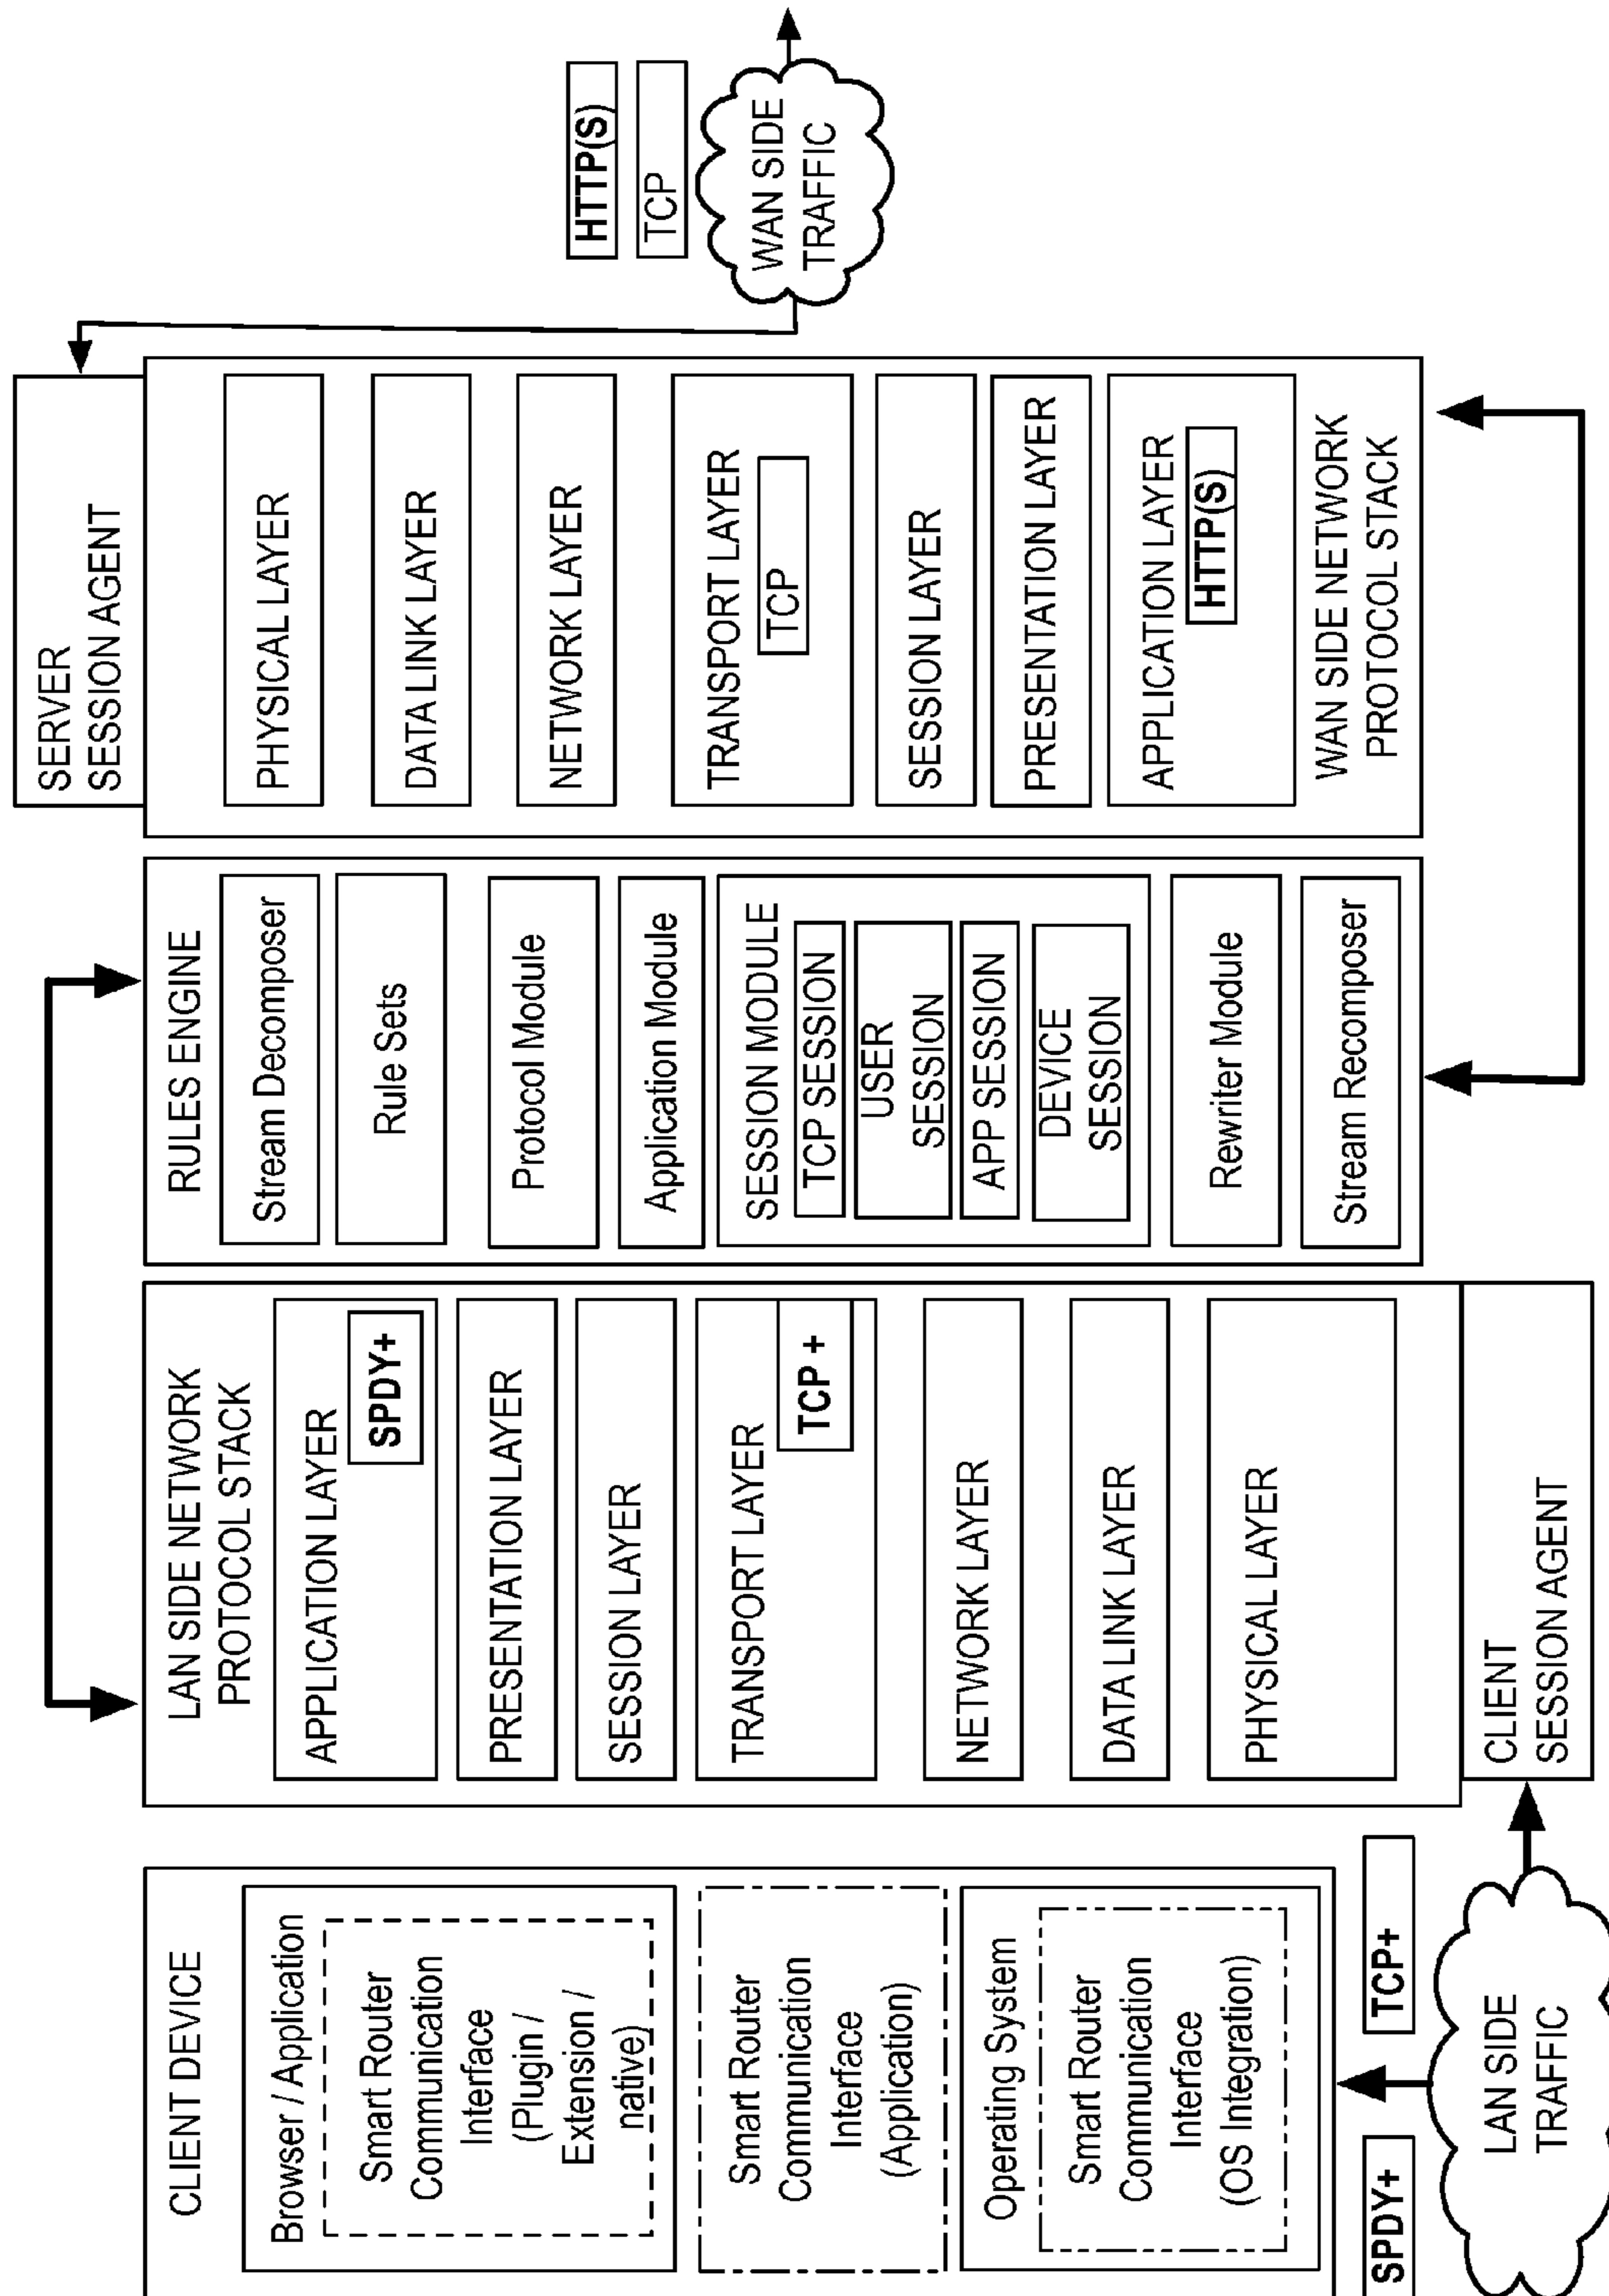 CLIENT DEVICE
Browser / Application
Smart Router
Communication
Interface
(Plugin /
Extension /
native)
Smart Router
Communication
Interface
(Application)
Operating System
Smart Router
Communication
Interface
(OS Integration)
SPDY+
TCP+
LAN SIDE
TRAFFIC
LAN SIDE NETWORK
PROTOCOL STACK
APPLICATION LAYER
SPDY+
PRESENTATION LAYER
SESSION LAYER
TRANSPORT LAYER
TCP +
NETWORK LAYER
DATA LINK LAYER
PHYSICAL LAYER
CLIENT
SESSION AGENT
RULES ENGINE
Stream Decomposer
Rule Sets
Protocol Module
Application Module
SESSION MODULE
TCP SESSION
USER
SESSION
APP SESSION
DEVICE
SESSION
Rewriter Module
Stream Recomposer
SERVER
SESSION AGENT
PHYSICAL LAYER
DATA LINK LAYER
NETWORK LAYER
TRANSPORT LAYER
TCP
SESSION LAYER
PRESENTATION LAYER
APPLICATION LAYER
HTTP(S)
WAN SIDE NETWORK
PROTOCOL STACK
HTTP(S)
TCP
WAN SIDE
TRAFFIC